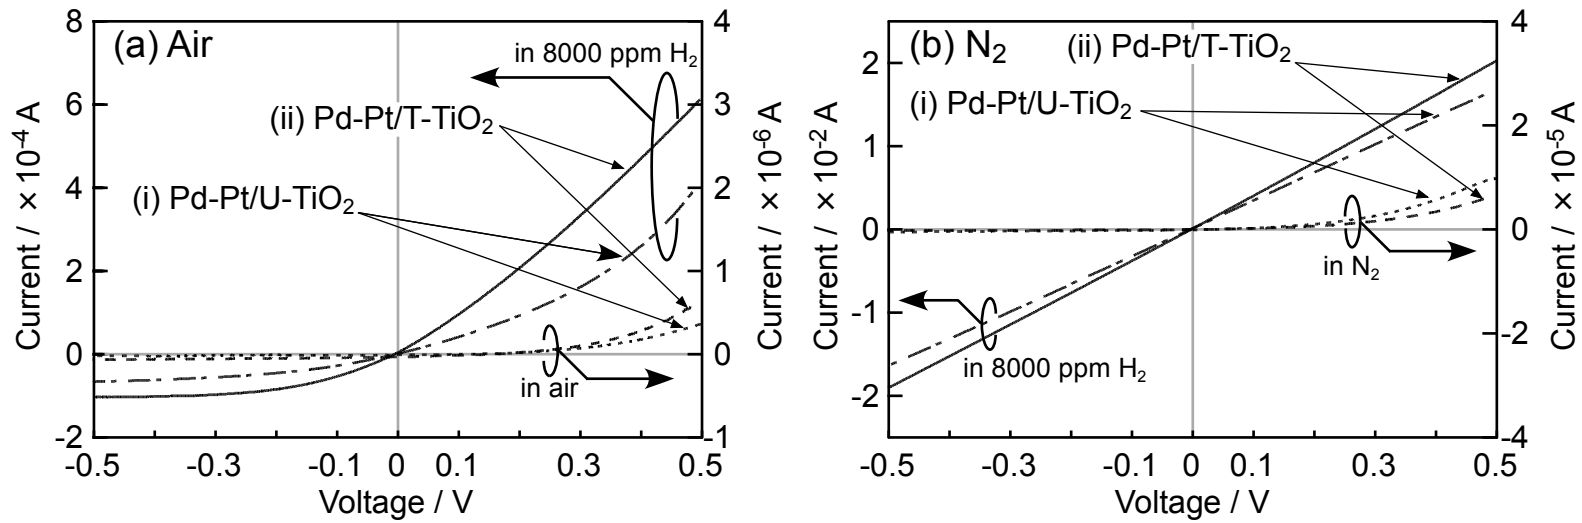 (a) Air
in 8000 ppm H₂
(ii) Pd-Pt/T-TiO₂
(i) Pd-Pt/U-TiO₂
in air
Current / ×10⁻⁴ A
8
6
4
2
0
-2
Current / ×10⁻⁶ A
4
3
2
1
0
-1
-0.5 -0.3 -0.1 0 0.1 0.3 0.5
Voltage / V
(b) N₂
(ii) Pd-Pt/T-TiO₂
(i) Pd-Pt/U-TiO₂
in N₂
in 8000 ppm H₂
Current / ×10⁻² A
2
1
0
-1
-2
Current / ×10⁻⁵ A
4
2
0
-2
-4
-0.5 -0.3 -0.1 0 0.1 0.3 0.5
Voltage / V